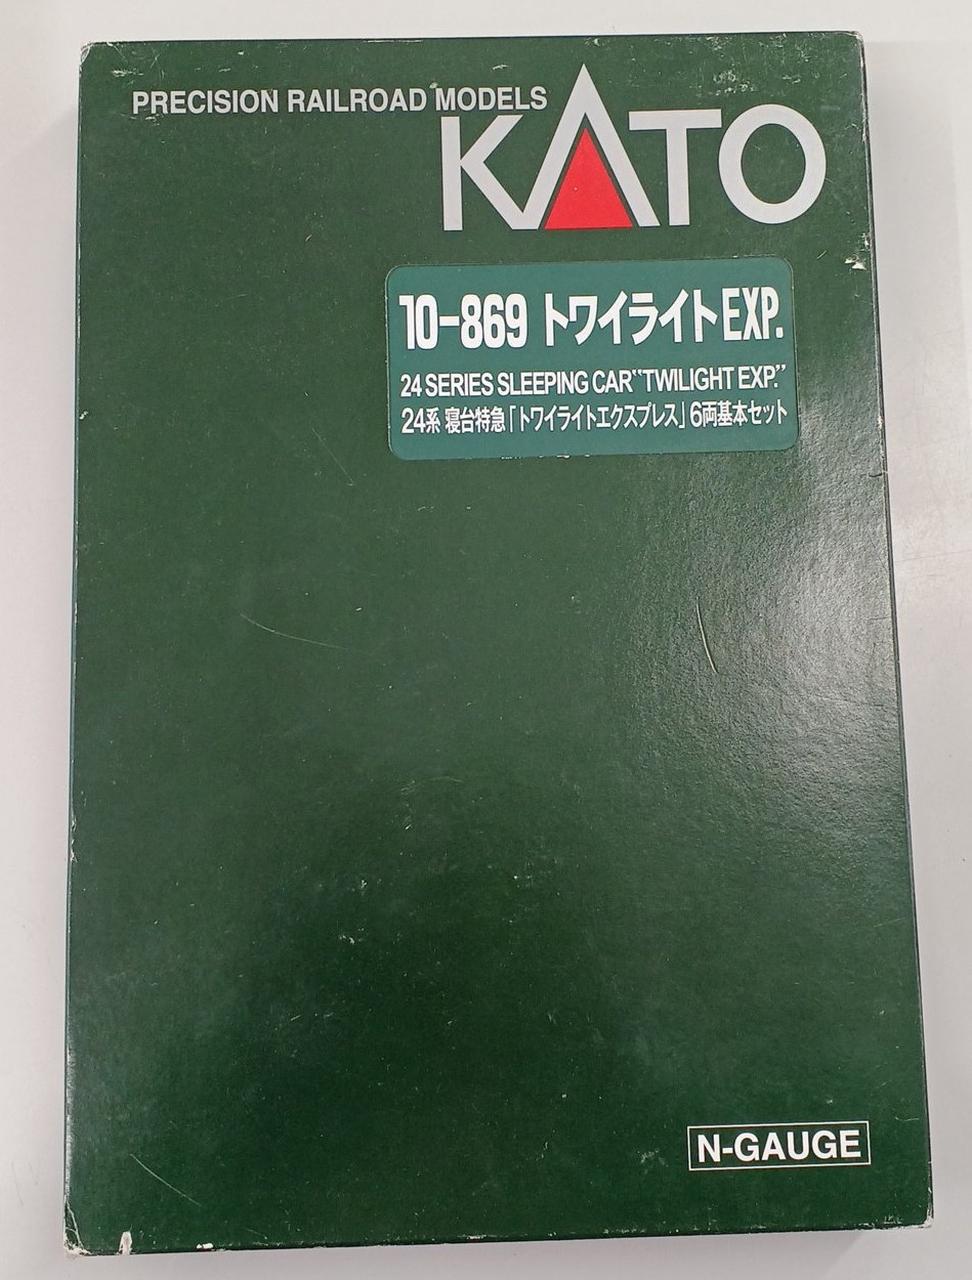 PRECISION RAILROAD MODELS
KATO
10-869 トワイライトEXP.
24 SERIES SLEEPING CAR“TWILIGHT EXP.”
24系 寝台特急「トワイライトエクスプレス」6両基本セット
N-GAUGE